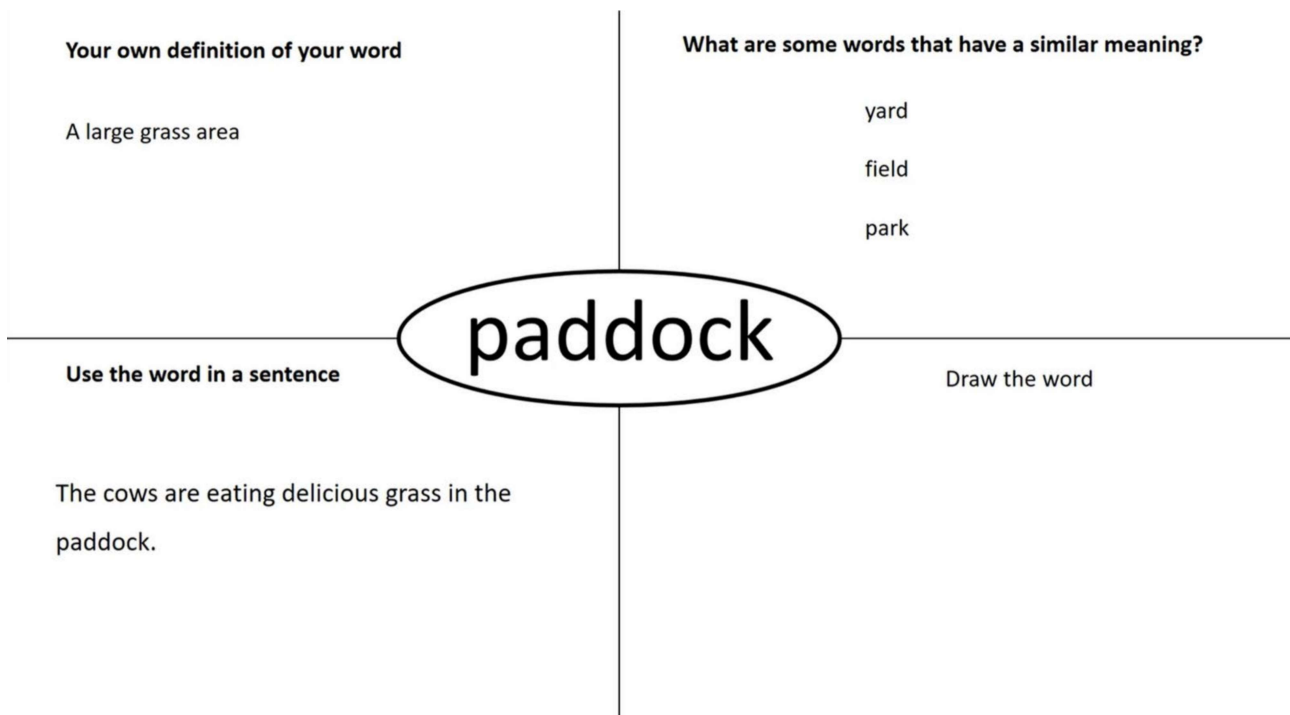 Your own definition of your word
A large grass area
What are some words that have a similar meaning?
yard
field
park
paddock
Use the word in a sentence
The cows are eating delicious grass in the
paddock.
Draw the word